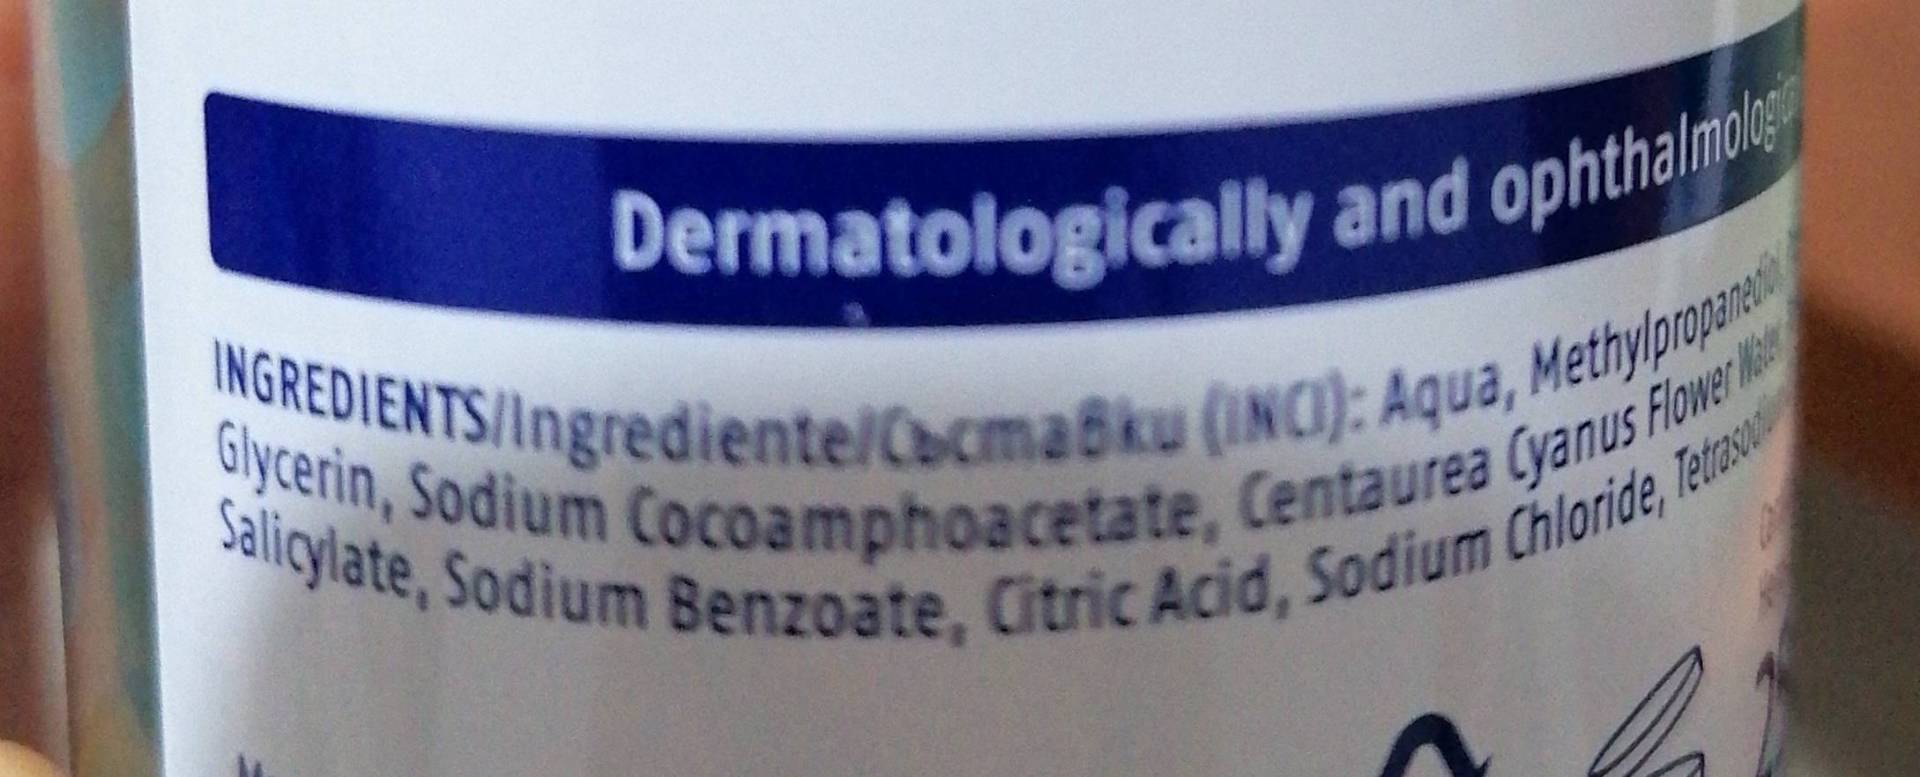 Dermatologically and
INGREDIENTS/Ingrediente/Съставки (INCI): Aqua, Methylpropanediol,
Glycerin, Sodium Cocoamphoacetate, Centaurea Cyanus Flower Water,
Salicylate, Sodium Benzoate, Citric Acid, Sodium Chloride,